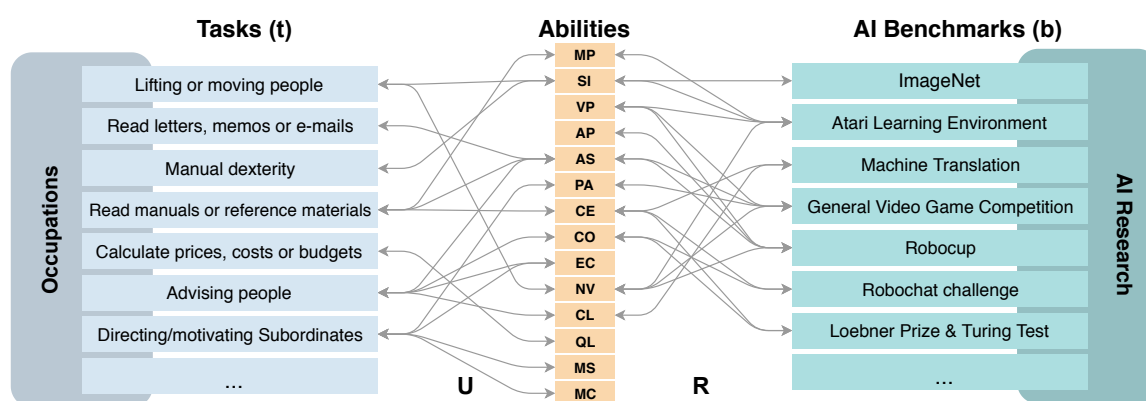 Tasks (t)
Abilities
AI Benchmarks (b)
Occupations
Lifting or moving people
Read letters, memos or e-mails
Manual dexterity
Read manuals or reference materials
Calculate prices, costs or budgets
Advising people
Directing/motivating Subordinates
...
U
MP
SI
VP
AP
AS
PA
CE
CO
EC
NV
CL
QL
MS
MC
R
ImageNet
Atari Learning Environment
Machine Translation
General Video Game Competition
Robocup
Robochat challenge
Loebner Prize & Turing Test
...
AI Research